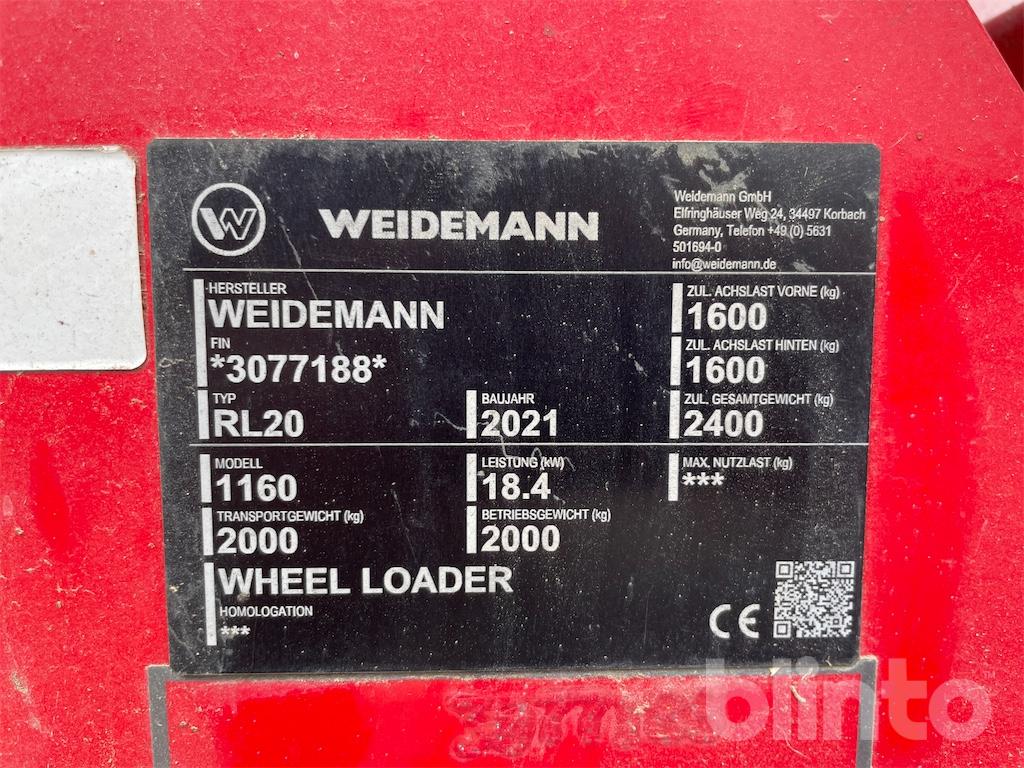 W WEIDEMANN
Weidemann GmbH
Elfringhäuser Weg 24, 34497 Korbach
Germany, Telefon +49 (0) 5631
501694-0
info@weidemann.de
HERSTELLER
WEIDEMANN
FIN
*3077188*
TYP
RL20
BAUJAHR
2021
ZUL. ACHSLAST VORNE (kg)
1600
ZUL. ACHSLAST HINTEN (kg)
1600
ZUL. GESAMTGEWICHT (kg)
2400
MODELL
1160
LEISTUNG (kW)
18.4
MAX. NUTZLAST (kg)
***
TRANSPORTGEWICHT (kg)
2000
BETRIEBSGEWICHT (kg)
2000
WHEEL LOADER
HOMOLOGATION
***
CE
blinto